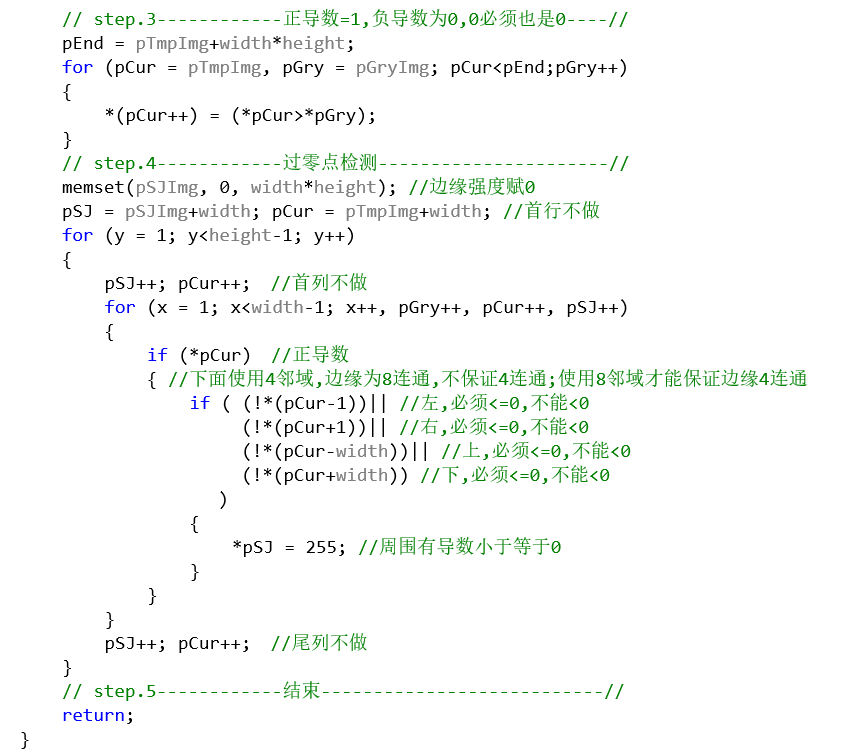 // step.3------------正导数=1,负导数为0,0必须也是0----//
pEnd = pTmpImg+width*height;
for (pCur = pTmpImg, pGry = pGryImg; pCur<pEnd;pGry++)
{
*(pCur++) = (*pCur>*pGry);
}
// step.4------------过零点检测----------------------//
memset(pSJImg, 0, width*height); //边缘强度赋0
pSJ = pSJImg+width; pCur = pTmpImg+width; //首行不做
for (y = 1; y<height-1; y++)
{
pSJ++; pCur++;  //首列不做
for (x = 1; x<width-1; x++, pGry++, pCur++, pSJ++)
{
if (*pCur)  //正导数
{ //下面使用4邻域,边缘为8连通,不保证4连通;使用8邻域才能保证边缘4连通
if ( (!*(pCur-1))|| //左,必须<=0,不能<0
(!*(pCur+1))|| //右,必须<=0,不能<0
(!*(pCur-width))|| //上,必须<=0,不能<0
(!*(pCur+width)) //下,必须<=0,不能<0
)
{
*pSJ = 255; //周围有导数小于等于0
}
}
}
pSJ++; pCur++;  //尾列不做
}
// step.5------------结束---------------------------//
return;
}